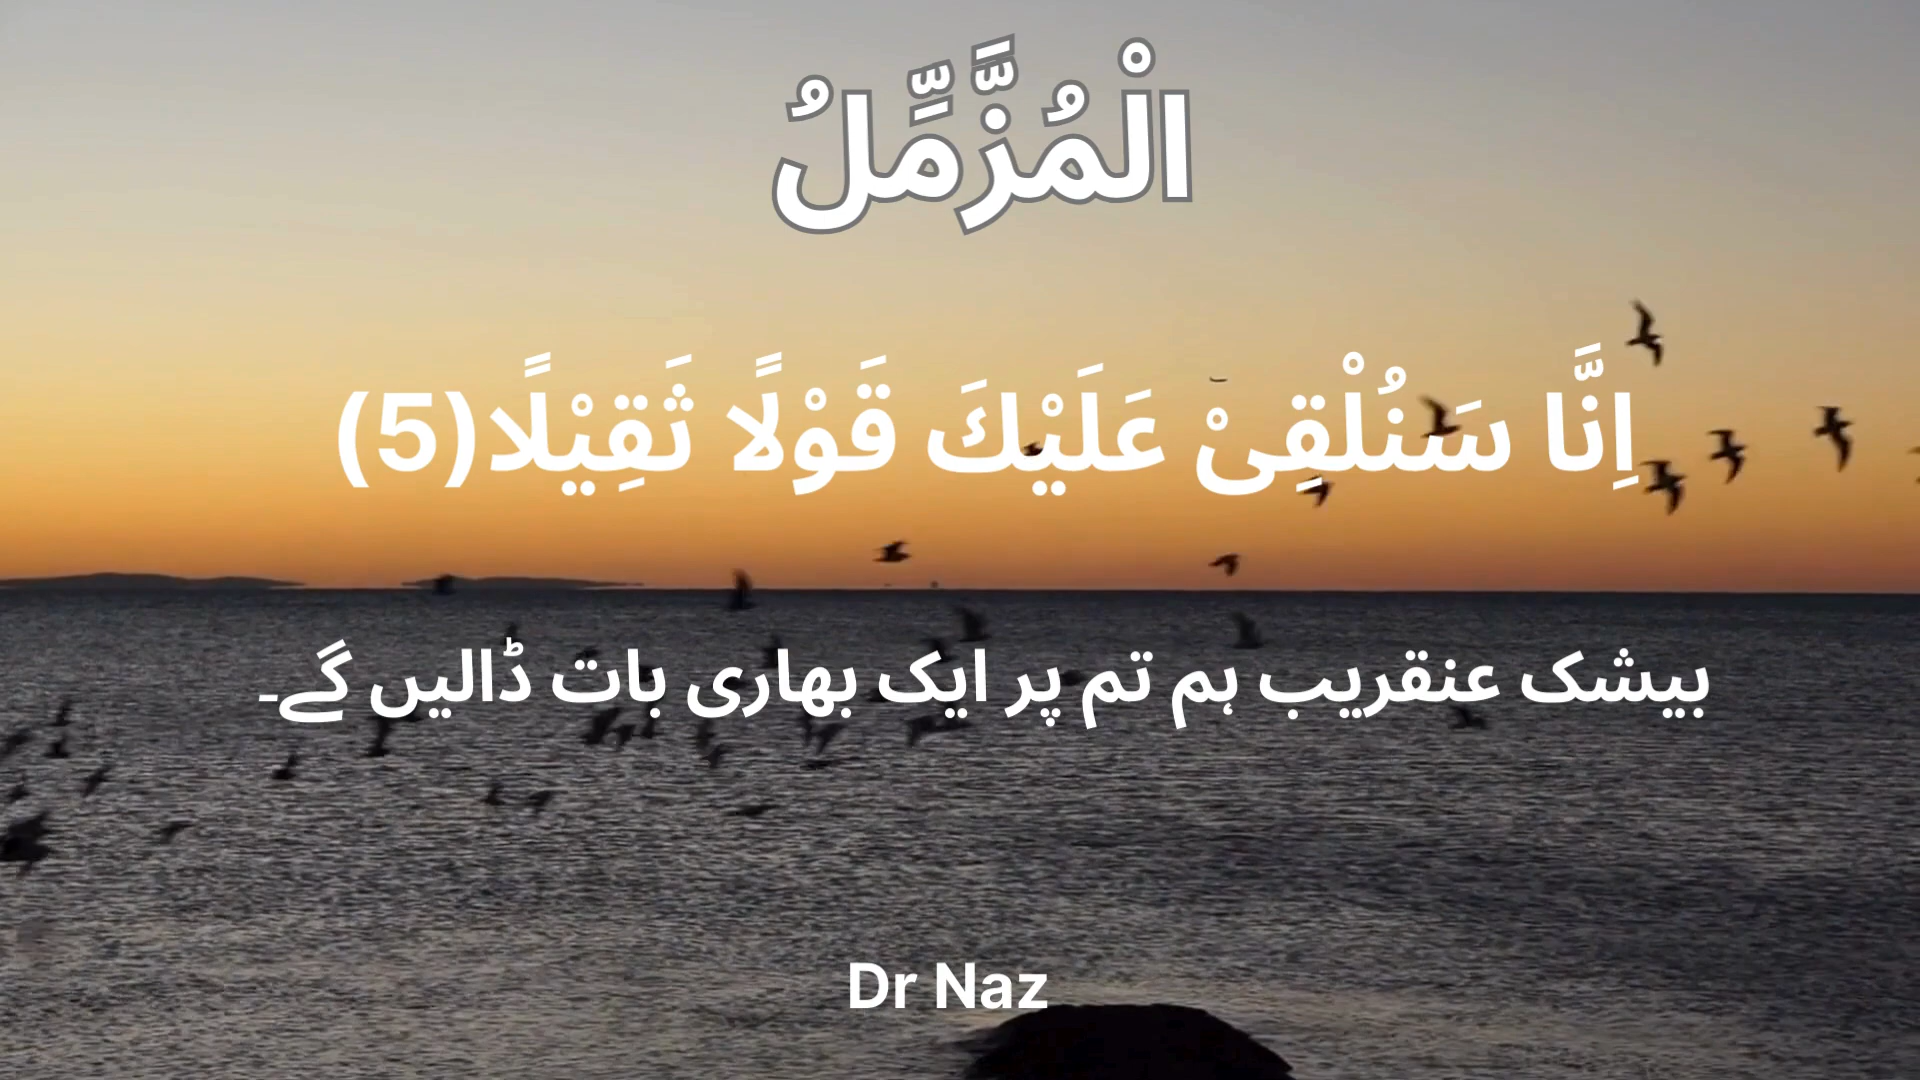 الْمُزَّمِّلُ
اِنَّا سَنُلْقِیْ عَلَیْكَ قَوْلًا ثَقِیْلًا(5)
بیشک عنقریب ہم تم پر ایک بھاری بات ڈالیں گے۔
Dr Naz